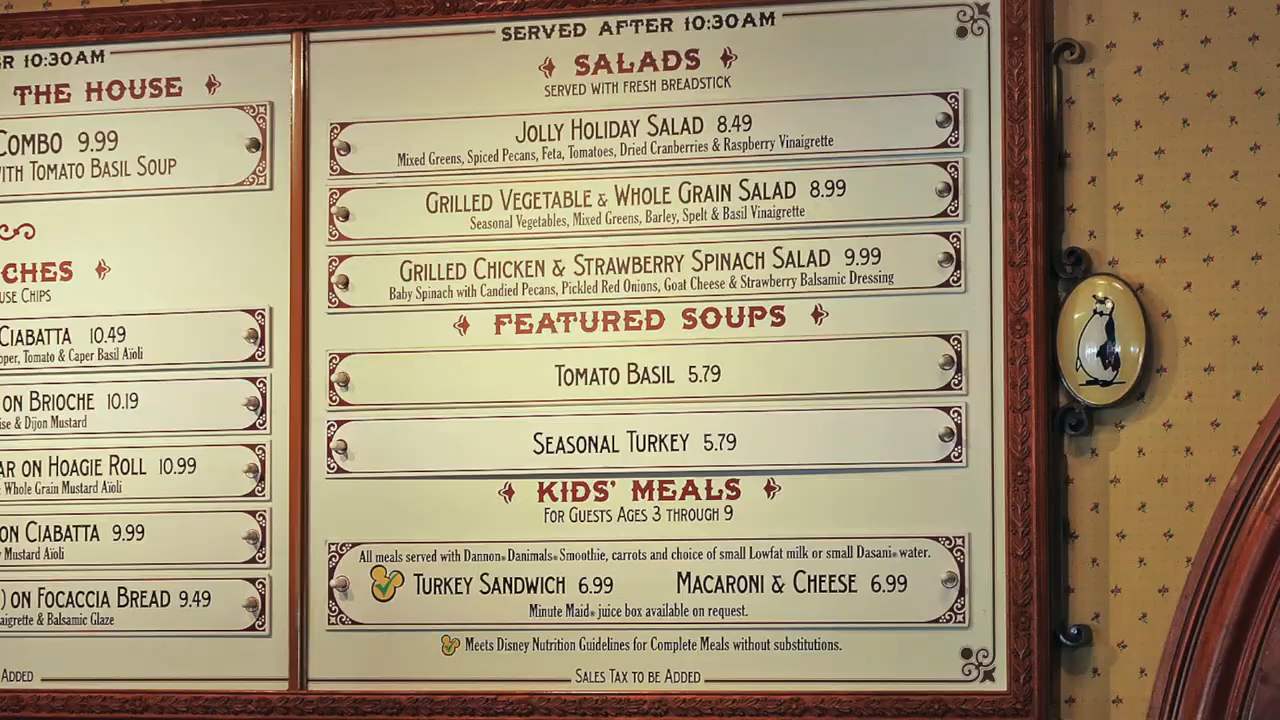 R 10:30AM
THE HOUSE
COMBO 9.99
WITH TOMATO BASIL SOUP
CHES
USE CHIPS
CIABATTA 10.49
pper, Tomato & Caper Basil Aïoli
ON BRIOCHE 10.19
ise & Dijon Mustard
AR ON HOAGIE ROLL 10.99
Whole Grain Mustard Aïoli
ON CIABATTA 9.99
Mustard Aïoli
) ON FOCACCIA BREAD 9.49
aigrette & Balsamic Glaze
ADDED
SERVED AFTER 10:30AM
SALADS
SERVED WITH FRESH BREADSTICK
JOLLY HOLIDAY SALAD 8.49
Mixed Greens, Spiced Pecans, Feta, Tomatoes, Dried Cranberries & Raspberry Vinaigrette
GRILLED VEGETABLE & WHOLE GRAIN SALAD 8.99
Seasonal Vegetables, Mixed Greens, Barley, Spelt & Basil Vinaigrette
GRILLED CHICKEN & STRAWBERRY SPINACH SALAD 9.99
Baby Spinach with Candied Pecans, Pickled Red Onions, Goat Cheese & Strawberry Balsamic Dressing
FEATURED SOUPS
TOMATO BASIL 5.79
SEASONAL TURKEY 5.79
KIDS' MEALS
FOR GUESTS AGES 3 THROUGH 9
All meals served with Dannon® Danimals® Smoothie, carrots and choice of small Lowfat milk or small Dasani® water.
TURKEY SANDWICH 6.99 MACARONI & CHEESE 6.99
Minute Maid® juice box available on request.
Meets Disney Nutrition Guidelines for Complete Meals without substitutions.
SALES TAX TO BE ADDED